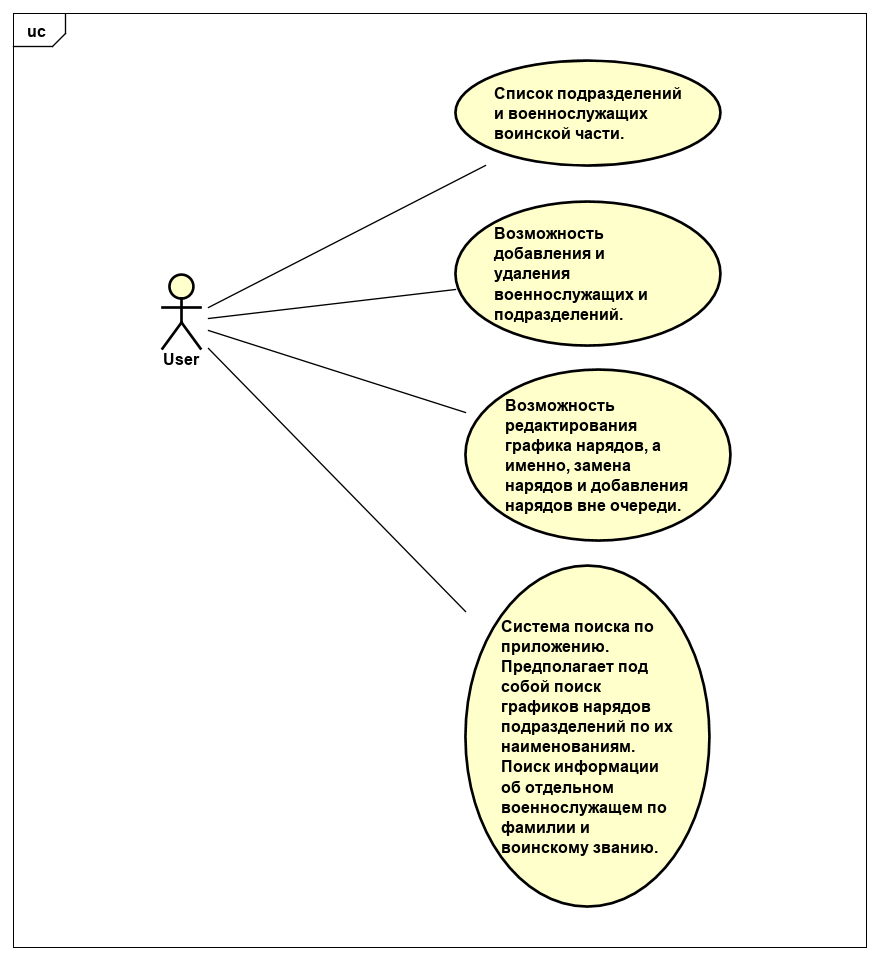 uc
Список подразделений
и военнослужащих
воинской части.
Возможность
добавления и
удаления
военнослужащих и
подразделений.
User
Возможность
редактирования
графика нарядов, а
именно, замена
нарядов и добавления
нарядов вне очереди.
Система поиска по
приложению.
Предполагает под
собой поиск
графиков нарядов
подразделений по их
наименованиям.
Поиск информации
об отдельном
военнослужащем по
фамилии и
воинскому званию.